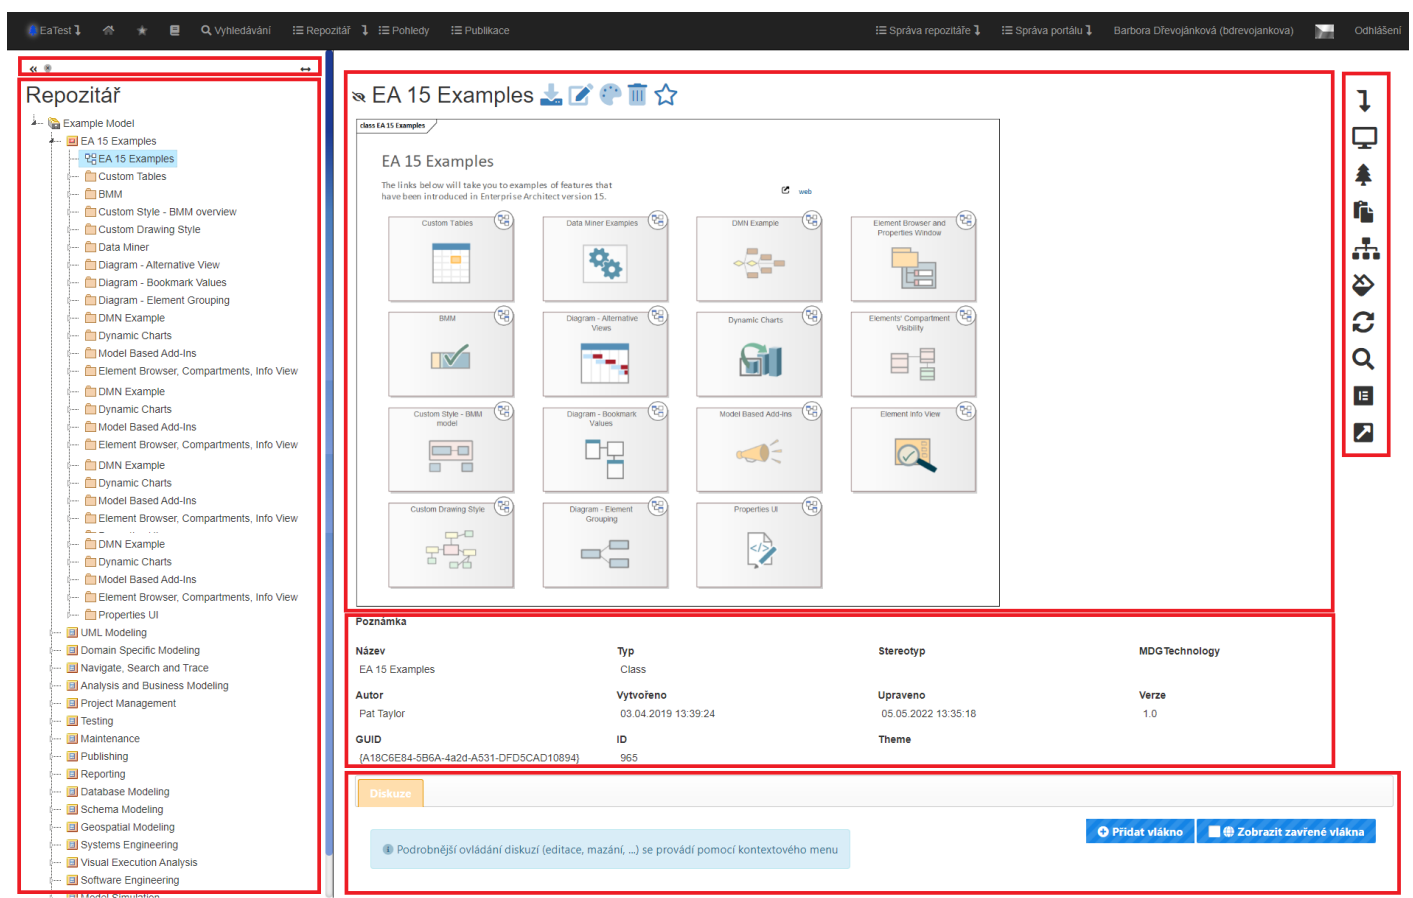 EaTest Vyhledávání Repozitář Pohledy Publikace Správa repozitáře Správa portálu Barbora Dřevojánková (bdrevojankova) Odhlášení
Repozitář
Example Model
EA 15 Examples
EA 15 Examples
Custom Tables
BMM
Custom Style - BMM overview
Custom Drawing Style
Data Miner
Diagram - Alternative View
Diagram - Bookmark Values
Diagram - Element Grouping
DMN Example
Dynamic Charts
Model Based Add-Ins
Element Browser, Compartments, Info View
DMN Example
Dynamic Charts
Model Based Add-Ins
Element Browser, Compartments, Info View
DMN Example
Dynamic Charts
Model Based Add-Ins
Element Browser, Compartments, Info View
DMN Example
Dynamic Charts
Model Based Add-Ins
Element Browser, Compartments, Info View
Properties UI
UML Modeling
Domain Specific Modeling
Navigate, Search and Trace
Analysis and Business Modeling
Project Management
Testing
Maintenance
Publishing
Reporting
Database Modeling
Schema Modeling
Geospatial Modeling
Systems Engineering
Visual Execution Analysis
Software Engineering
Model Simulation
EA 15 Examples
class EA 15 Examples
EA 15 Examples
The links below will take you to examples of features that
have been introduced in Enterprise Architect version 15.
web
Custom Tables
Data Miner Examples
DMN Example
Element Browser and
Properties Window
BMM
Diagram - Alternative
Views
Dynamic Charts
Elements' Compartment
Visibility
Custom Style - BMM
model
Diagram - Bookmark
Values
Model Based Add-Ins
Element Info View
Custom Drawing Style
Diagram - Element
Grouping
Properties UI
Poznámka
Název Typ Stereotyp MDGTechnology
EA 15 Examples Class
Autor Vytvořeno Upraveno Verze
Pat Taylor 03.04.2019 13:39:24 05.05.2022 13:35:18 1.0
GUID ID Theme
{A18C6E84-5B6A-4a2d-A531-DFD5CAD10894} 965
Diskuze
Přidat vlákno Zobrazit zavřené vlákna
Podrobnější ovládání diskuzí (editace, mazání, ...) se provádí pomocí kontextového menu